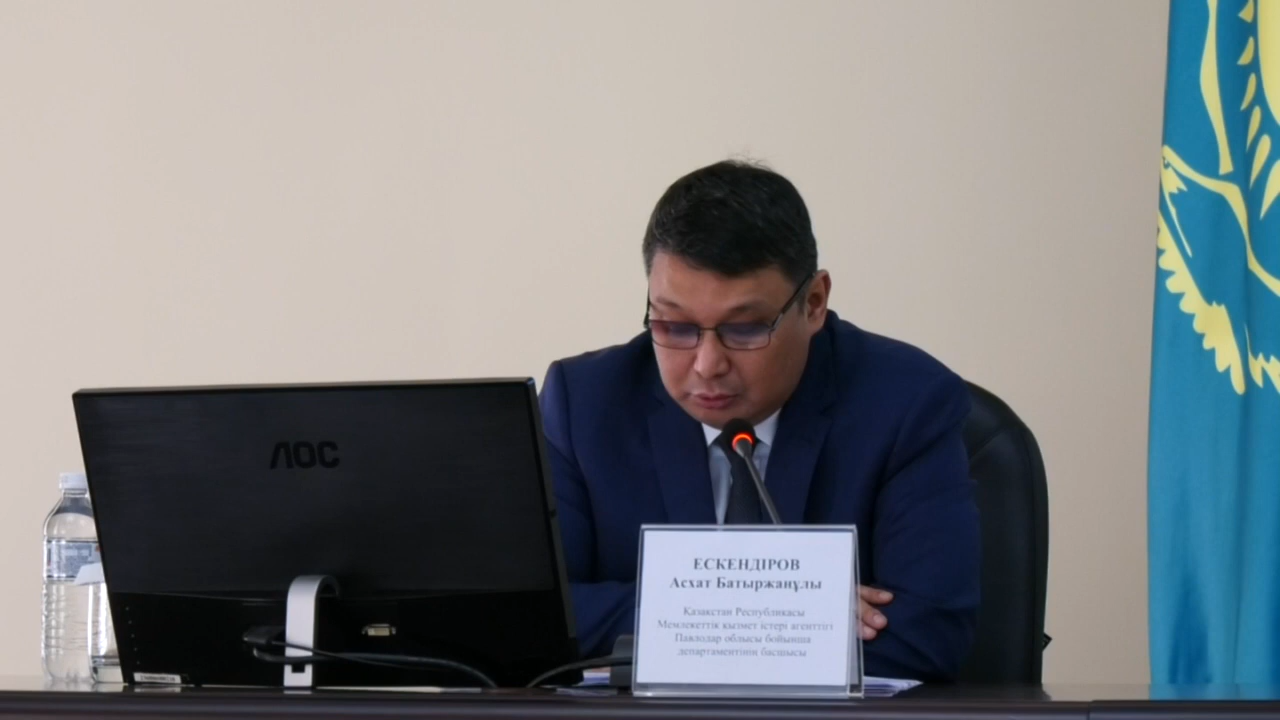 AOC
ЕСКЕНДІРОВ
Асхат Батыржанұлы
Қазақстан Республикасы
Мемлекеттік қызмет істері агенттігі
Павлодар облысы бойынша
департаментінің басшысы